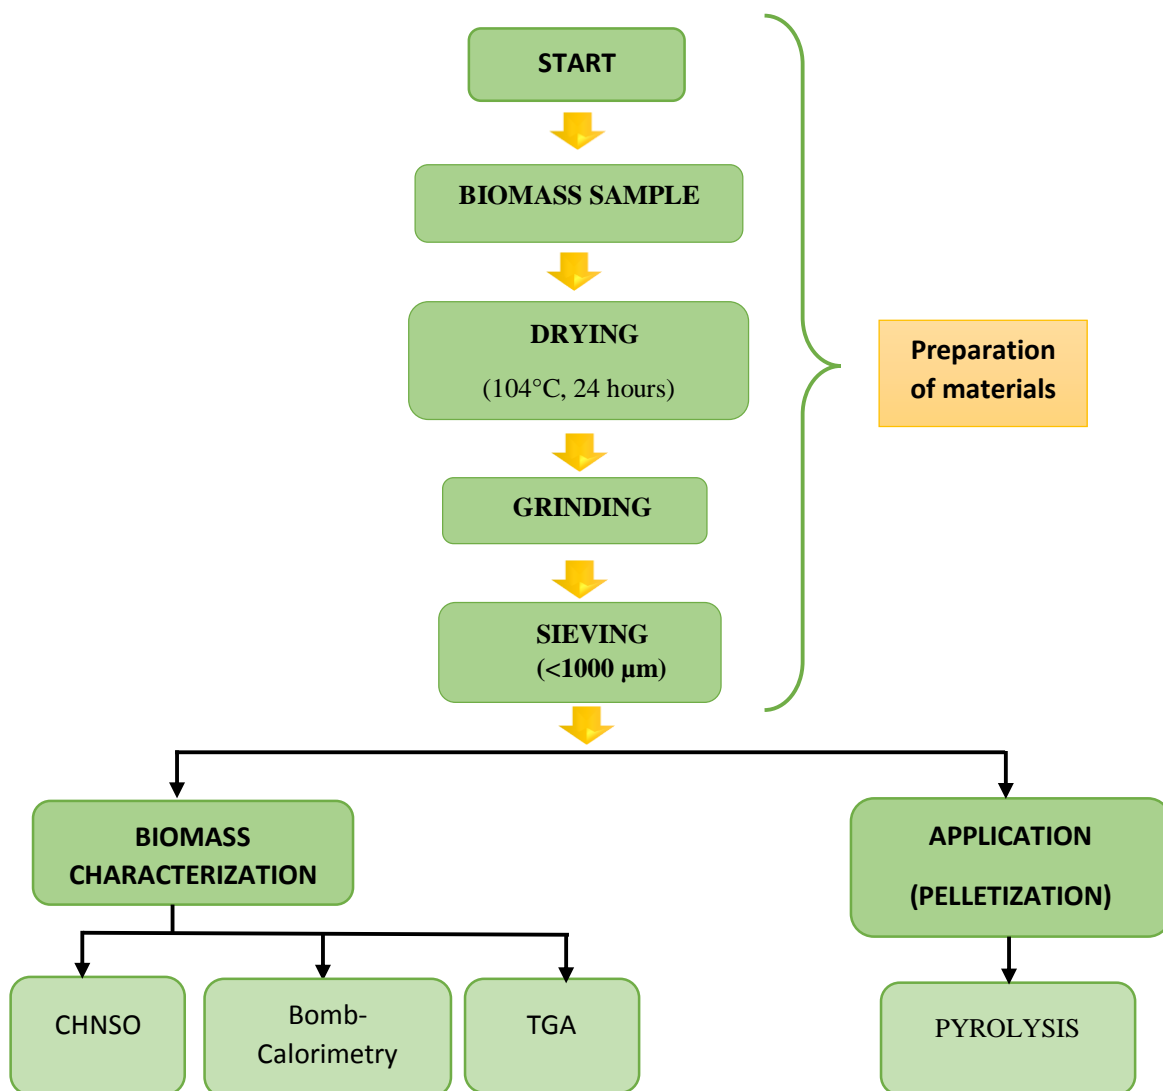 START
BIOMASS SAMPLE
DRYING
(104°C, 24 hours)
Preparation
of materials
GRINDING
SIEVING
(<1000 µm)
BIOMASS
CHARACTERIZATION
APPLICATION
(PELLETIZATION)
CHNSO
Bomb-
Calorimetry
TGA
PYROLYSIS